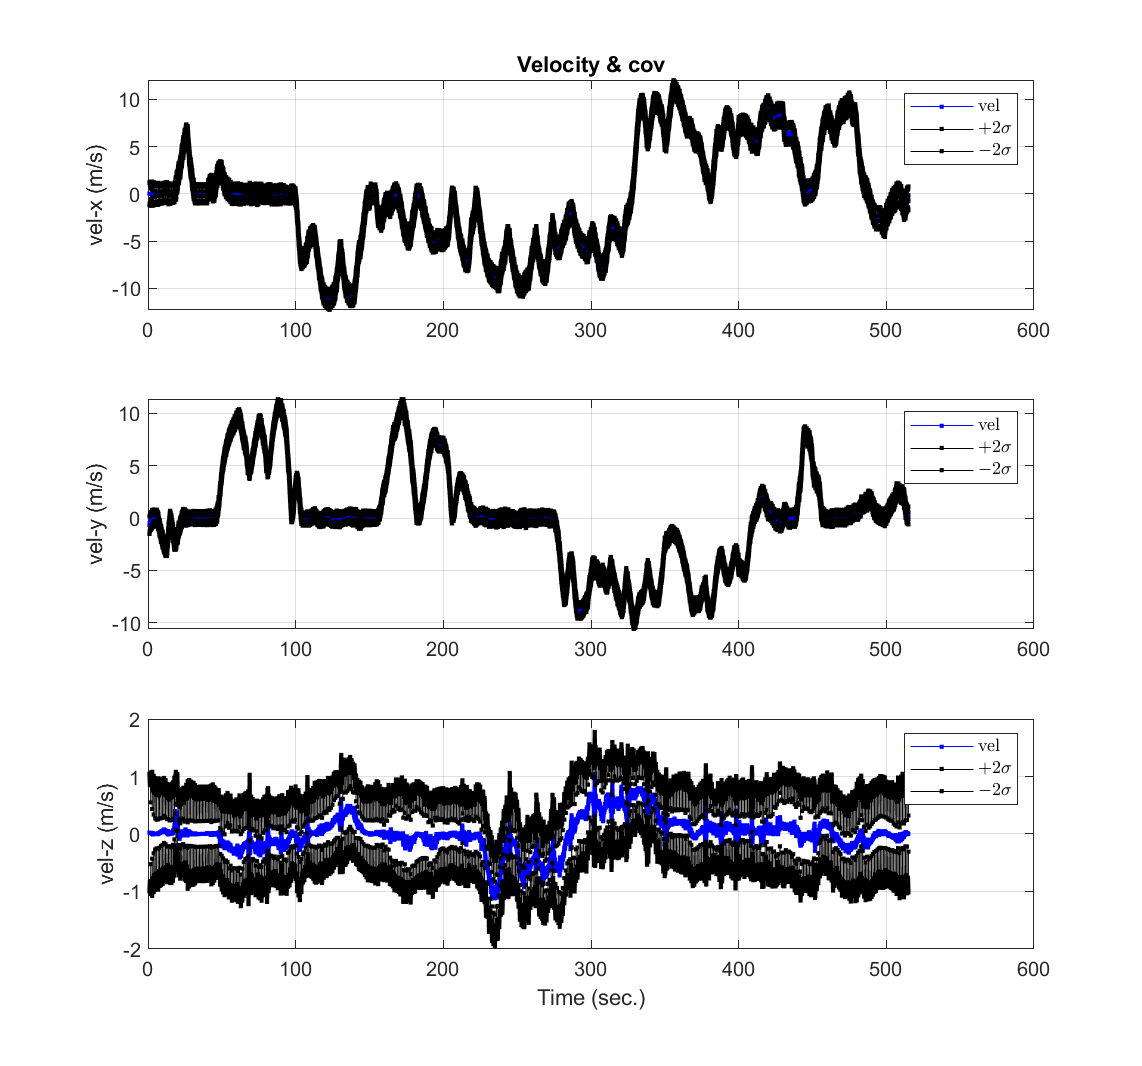 Velocity & cov
vel-x (m/s)
10
5
0
-5
-10
0 100 200 300 400 500 600
vel
+2σ
−2σ
vel-y (m/s)
10
5
0
-5
-10
0 100 200 300 400 500 600
vel
+2σ
−2σ
vel-z (m/s)
2
1
0
-1
-2
0 100 200 300 400 500 600
vel
+2σ
−2σ
Time (sec.)